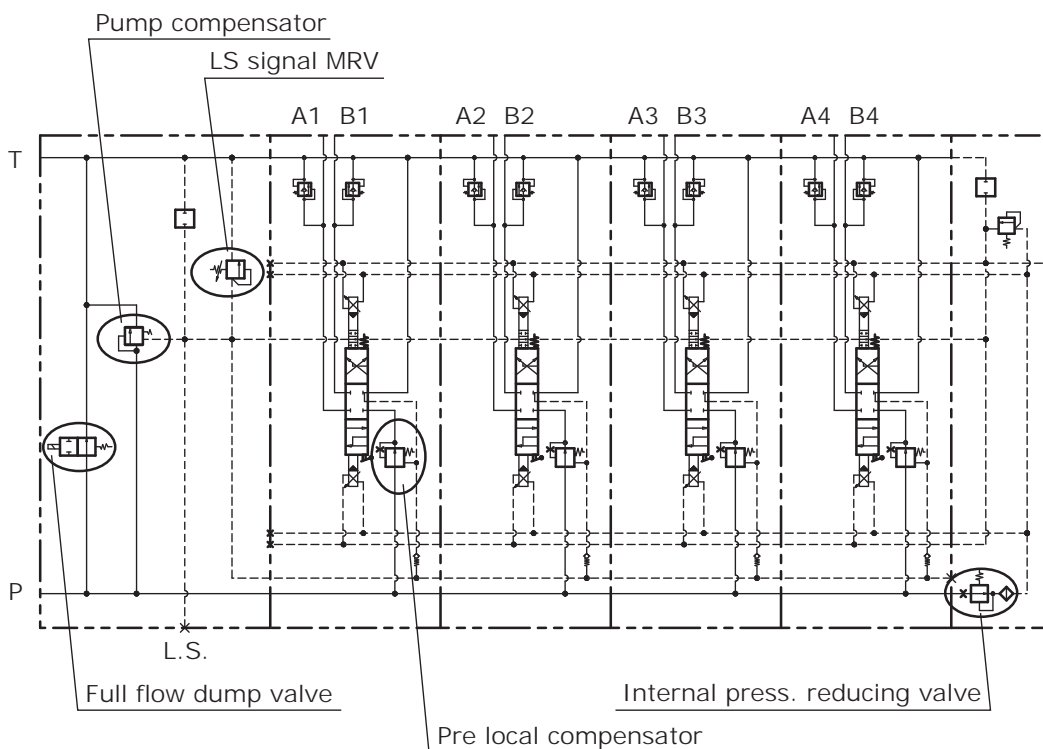 Pump compensator
LS signal MRV
A1 B1 A2 B2 A3 B3 A4 B4
T
P
L.S.
Full flow dump valve
Internal press. reducing valve
Pre local compensator